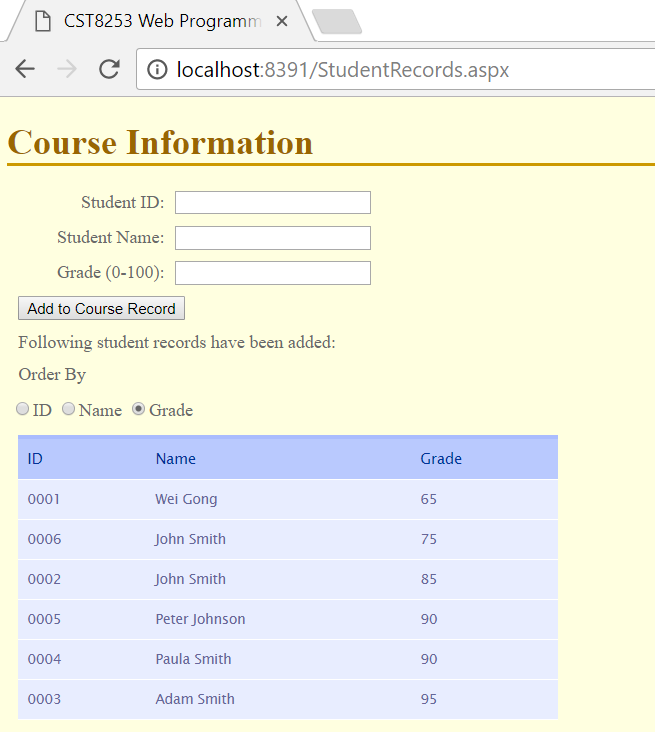 CST8253 Web Programm
localhost:8391/StudentRecords.aspx
Course Information
Student ID:
Student Name:
Grade (0-100):
Add to Course Record
Following student records have been added:
Order By
ID Name Grade
ID Name Grade
0001 Wei Gong 65
0006 John Smith 75
0002 John Smith 85
0005 Peter Johnson 90
0004 Paula Smith 90
0003 Adam Smith 95